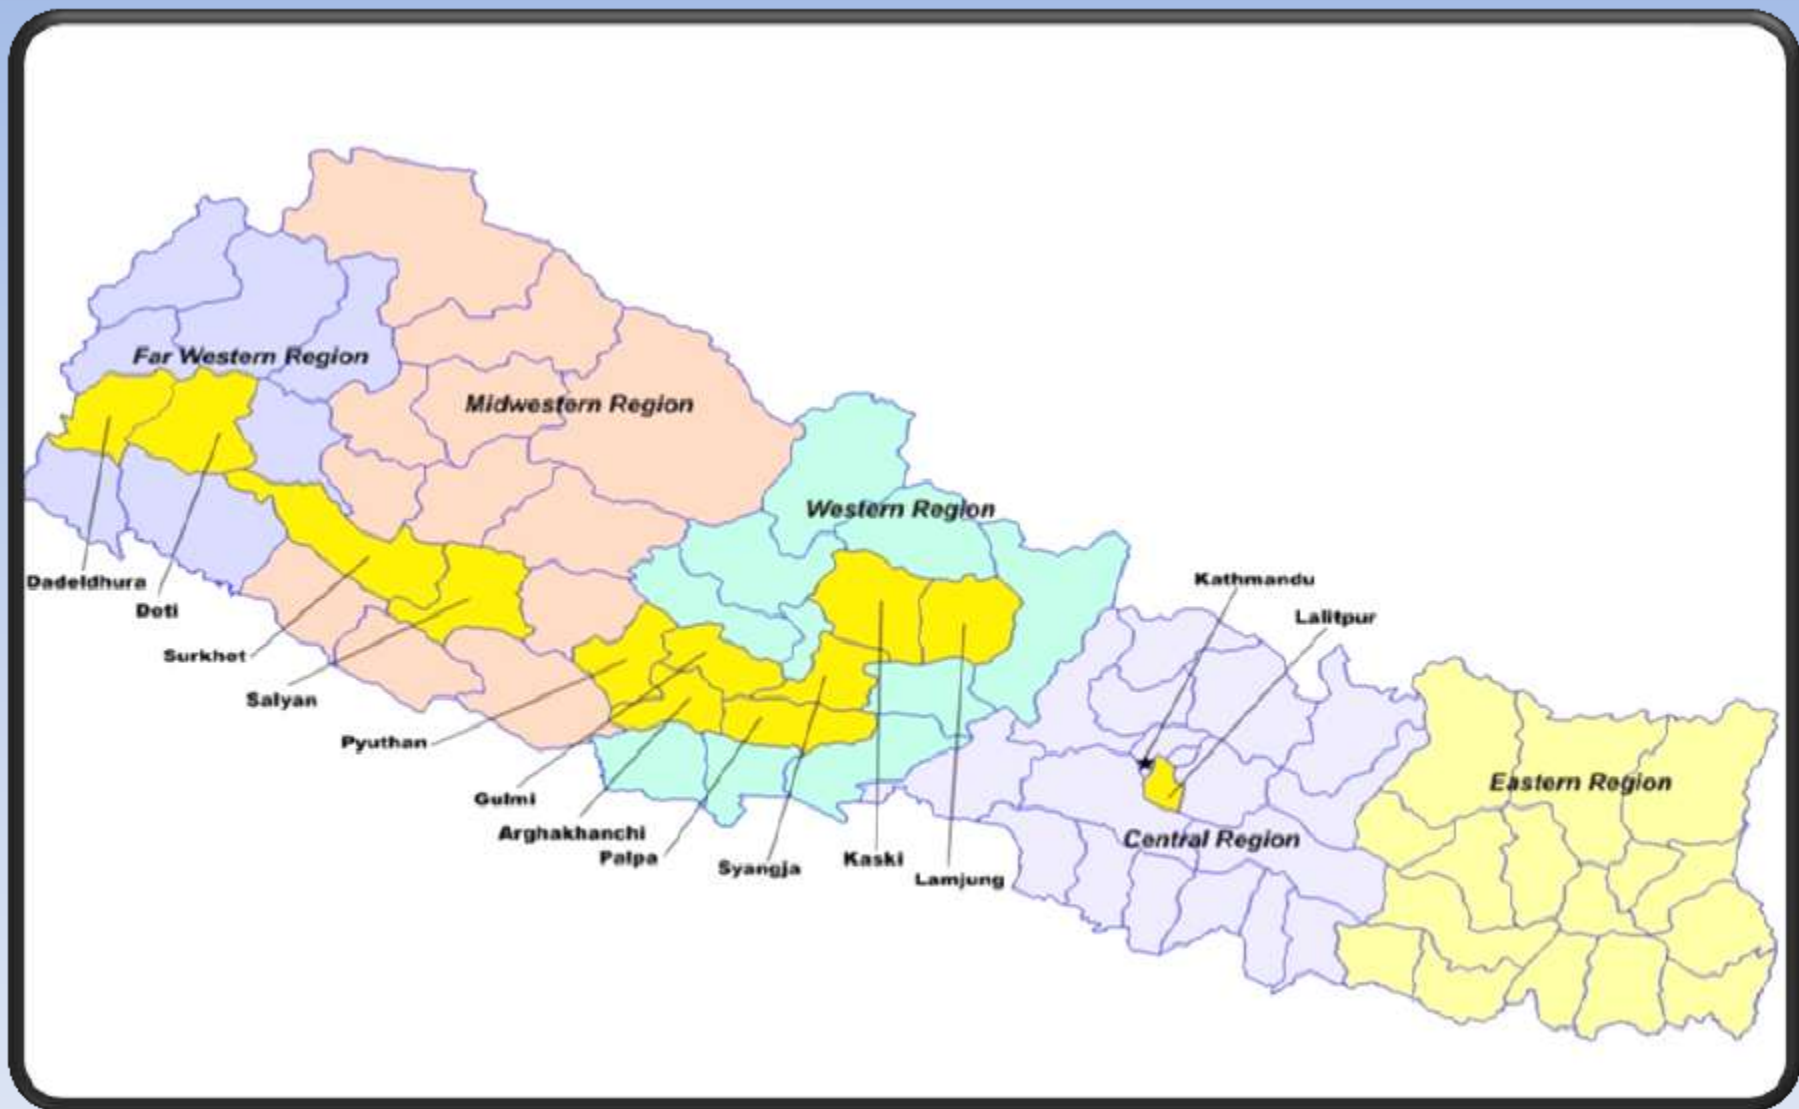 Far Western Region
Midwestern Region
Western Region
Kathmandu
Dadeldhura
Doti
Lalitpur
Surkhet
Salyan
Pyuthan
Eastern Region
Gulmi
Arghakhanchi
Central Region
Palpa
Syangja
Kaski
Lamjung